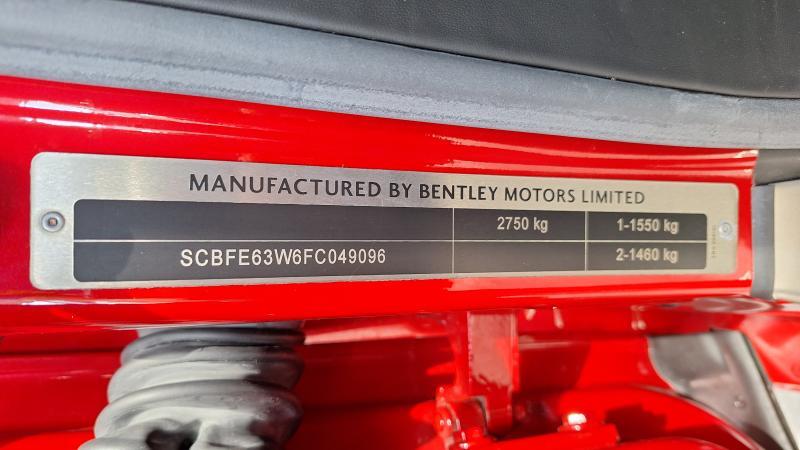 MANUFACTURED BY BENTLEY MOTORS LIMITED
2750 kg 1-1550 kg
SCBFE63W6FC049096 2-1460 kg